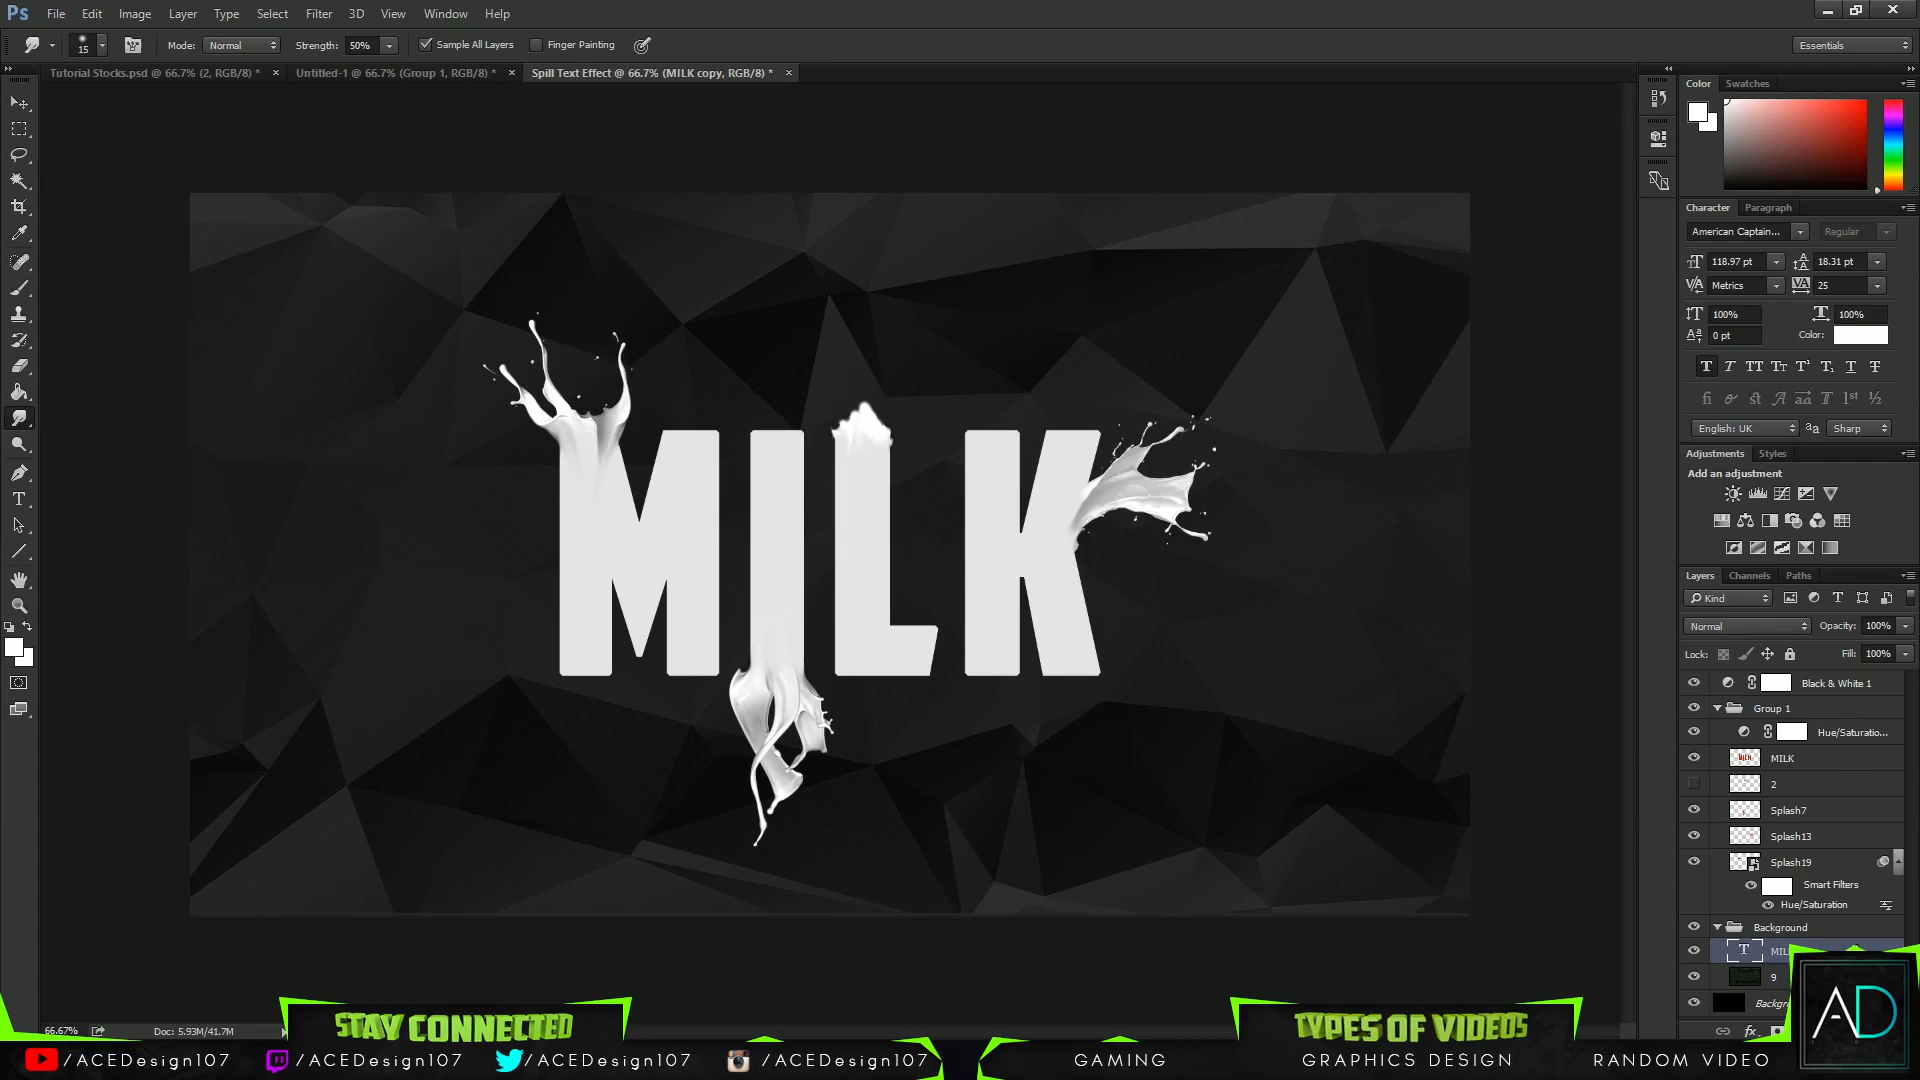 Ps File Edit Image Layer Type Select Filter 3D View Window Help
15 Mode: Normal Strength: 50% Sample All Layers Finger Painting Essentials
Tutorial Stocks.psd @ 66.7% (2, RGB/8) * × Untitled-1 @ 66.7% (Group 1, RGB/8) * × Spill Text Effect @ 66.7% (MILK copy, RGB/8) * ×
Color Swatches
Character Paragraph
American Captain... Regular
118.97 pt 18.31 pt
Metrics 25
100% 100%
0 pt Color:
English: UK Sharp
Adjustments Styles
Add an adjustment
Layers Channels Paths
Kind
Normal Opacity: 100%
Lock: Fill: 100%
Black & White 1
Group 1
Hue/Saturatio...
MILK
2
Splash7
Splash13
Splash19
Smart Filters
Hue/Saturation
Background
MIL
9
Backgr
MILK
66.67% Doc: 5.93M/41.7M
STAY CONNECTED
/ACEDesign107 /ACEDesign107 /ACEDesign107 /ACEDesign107
TYPES OF VIDEOS
GAMING GRAPHICS DESIGN RANDOM VIDEO
AD